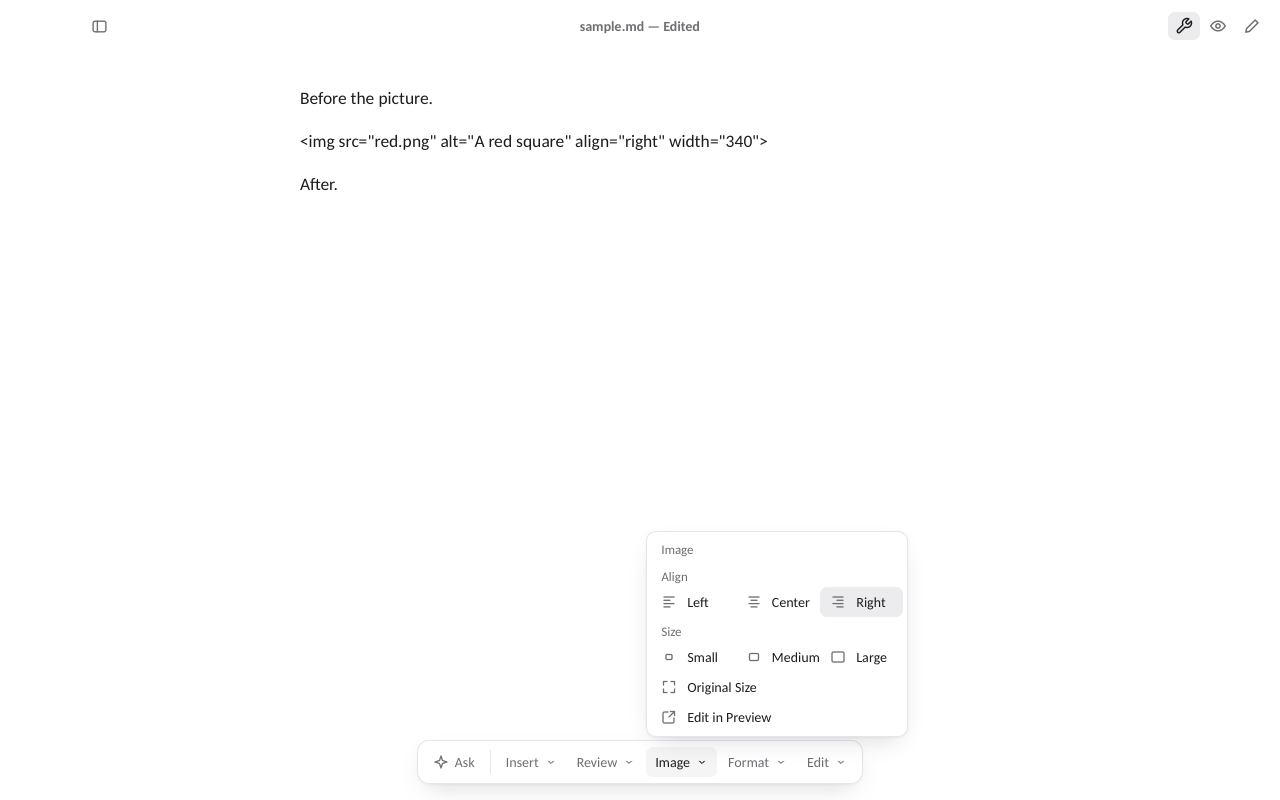 sample.md — Edited
Before the picture.
<img src="red.png" alt="A red square" align="right" width="340">
After.
Image
Align
Left Center Right
Size
Small Medium Large
Original Size
Edit in Preview
Ask Insert Review Image Format Edit